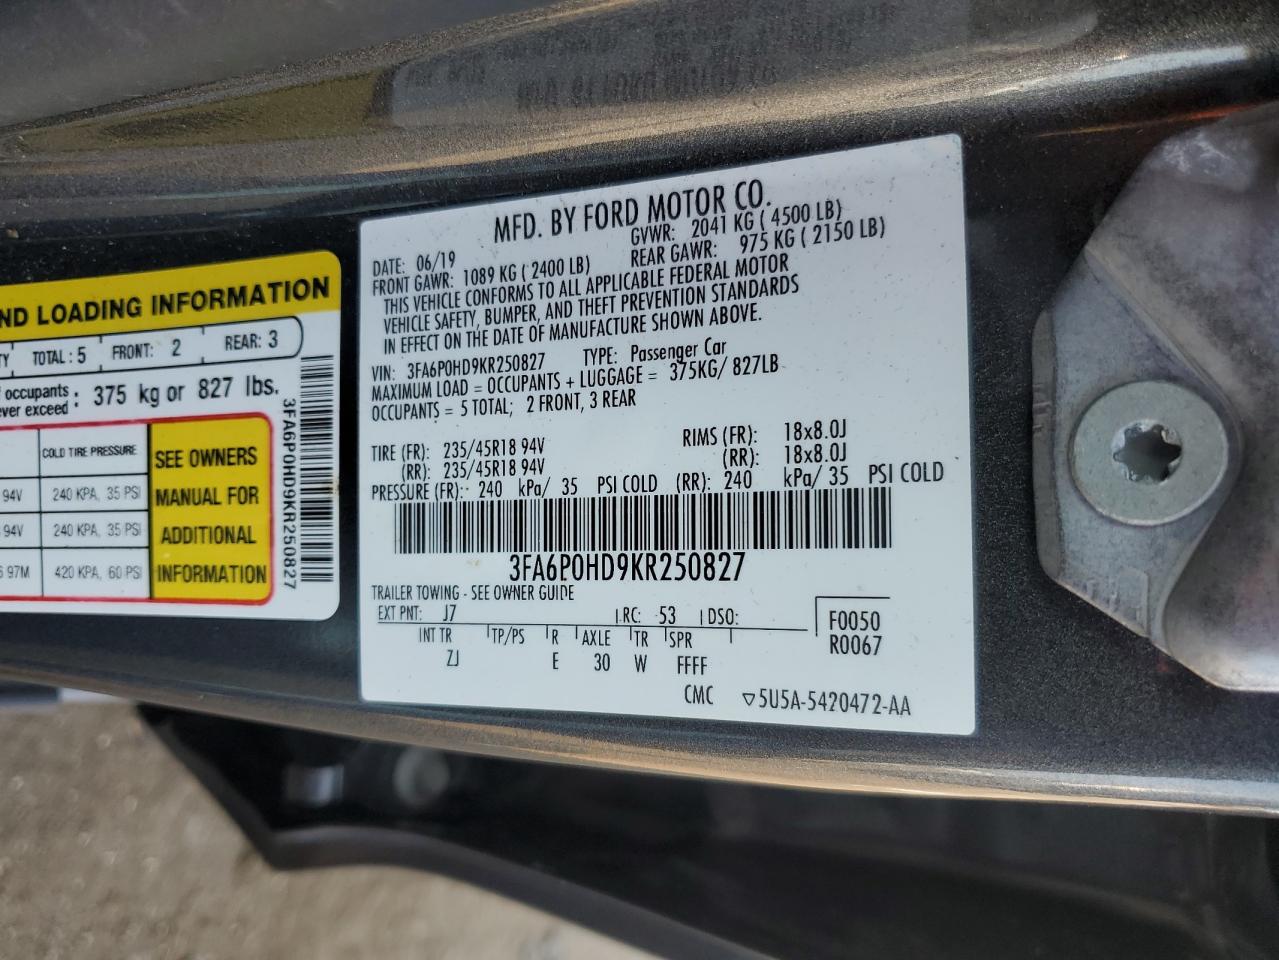 MFD. BY FORD MOTOR CO.
DATE: 06/19 GVWR: 2041 KG ( 4500 LB)
FRONT GAWR: 1089 KG ( 2400 LB) REAR GAWR: 975 KG ( 2150 LB)
THIS VEHICLE CONFORMS TO ALL APPLICABLE FEDERAL MOTOR
VEHICLE SAFETY, BUMPER, AND THEFT PREVENTION STANDARDS
IN EFFECT ON THE DATE OF MANUFACTURE SHOWN ABOVE.
VIN: 3FA6P0HD9KR250827 TYPE: Passenger Car
MAXIMUM LOAD = OCCUPANTS + LUGGAGE = 375KG/ 827LB
OCCUPANTS = 5 TOTAL; 2 FRONT, 3 REAR
TIRE (FR): 235/45R18 94V RIMS (FR): 18x8.0J
(RR): 235/45R18 94V (RR): 18x8.0J
PRESSURE (FR): 240 kPa/ 35 PSI COLD (RR): 240 kPa/ 35 PSI COLD
3FA6P0HD9KR250827
TRAILER TOWING - SEE OWNER GUIDE
EXT PNT: J7 RC: 53 DSO:
F0050
R0067
INT TR TP/PS R AXLE TR SPR
ZJ E 30 W FFFF
CMC ▽5U5A-5420472-AA
ND LOADING INFORMATION
TY TOTAL : 5 FRONT: 2 REAR: 3
f occupants
ever exceed : 375 kg or 827 lbs.
COLD TIRE PRESSURE
94V 240 KPA, 35 PSI
94V 240 KPA, 35 PSI
6 97M 420 KPA, 60 PSI
SEE OWNERS
MANUAL FOR
ADDITIONAL
INFORMATION
3FA6P0HD9KR250827